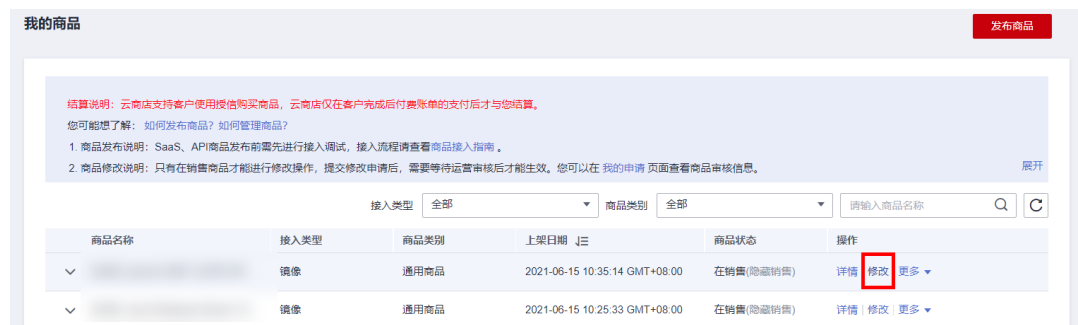 我的商品
发布商品
结算说明：云商店支持客户使用授信购买商品，云商店仅在客户完成后付费账单的支付后才与您结算。
您可能想了解： 如何发布商品？如何管理商品？
1. 商品发布说明：SaaS、API商品发布前需先进行接入调试，接入流程请查看商品接入指南 。
2. 商品修改说明：只有在销售商品才能进行修改操作，提交修改申请后，需要等待运营审核后才能生效。您可以在 我的申请 页面查看商品审核信息。
展开
接入类型 全部 商品类别 全部 请输入商品名称
商品名称 接入类型 商品类别 上架日期 商品状态 操作
镜像 通用商品 2021-06-15 10:35:14 GMT+08:00 在销售(隐藏销售) 详情 修改 更多
镜像 通用商品 2021-06-15 10:25:33 GMT+08:00 在销售(隐藏销售) 详情 修改 更多